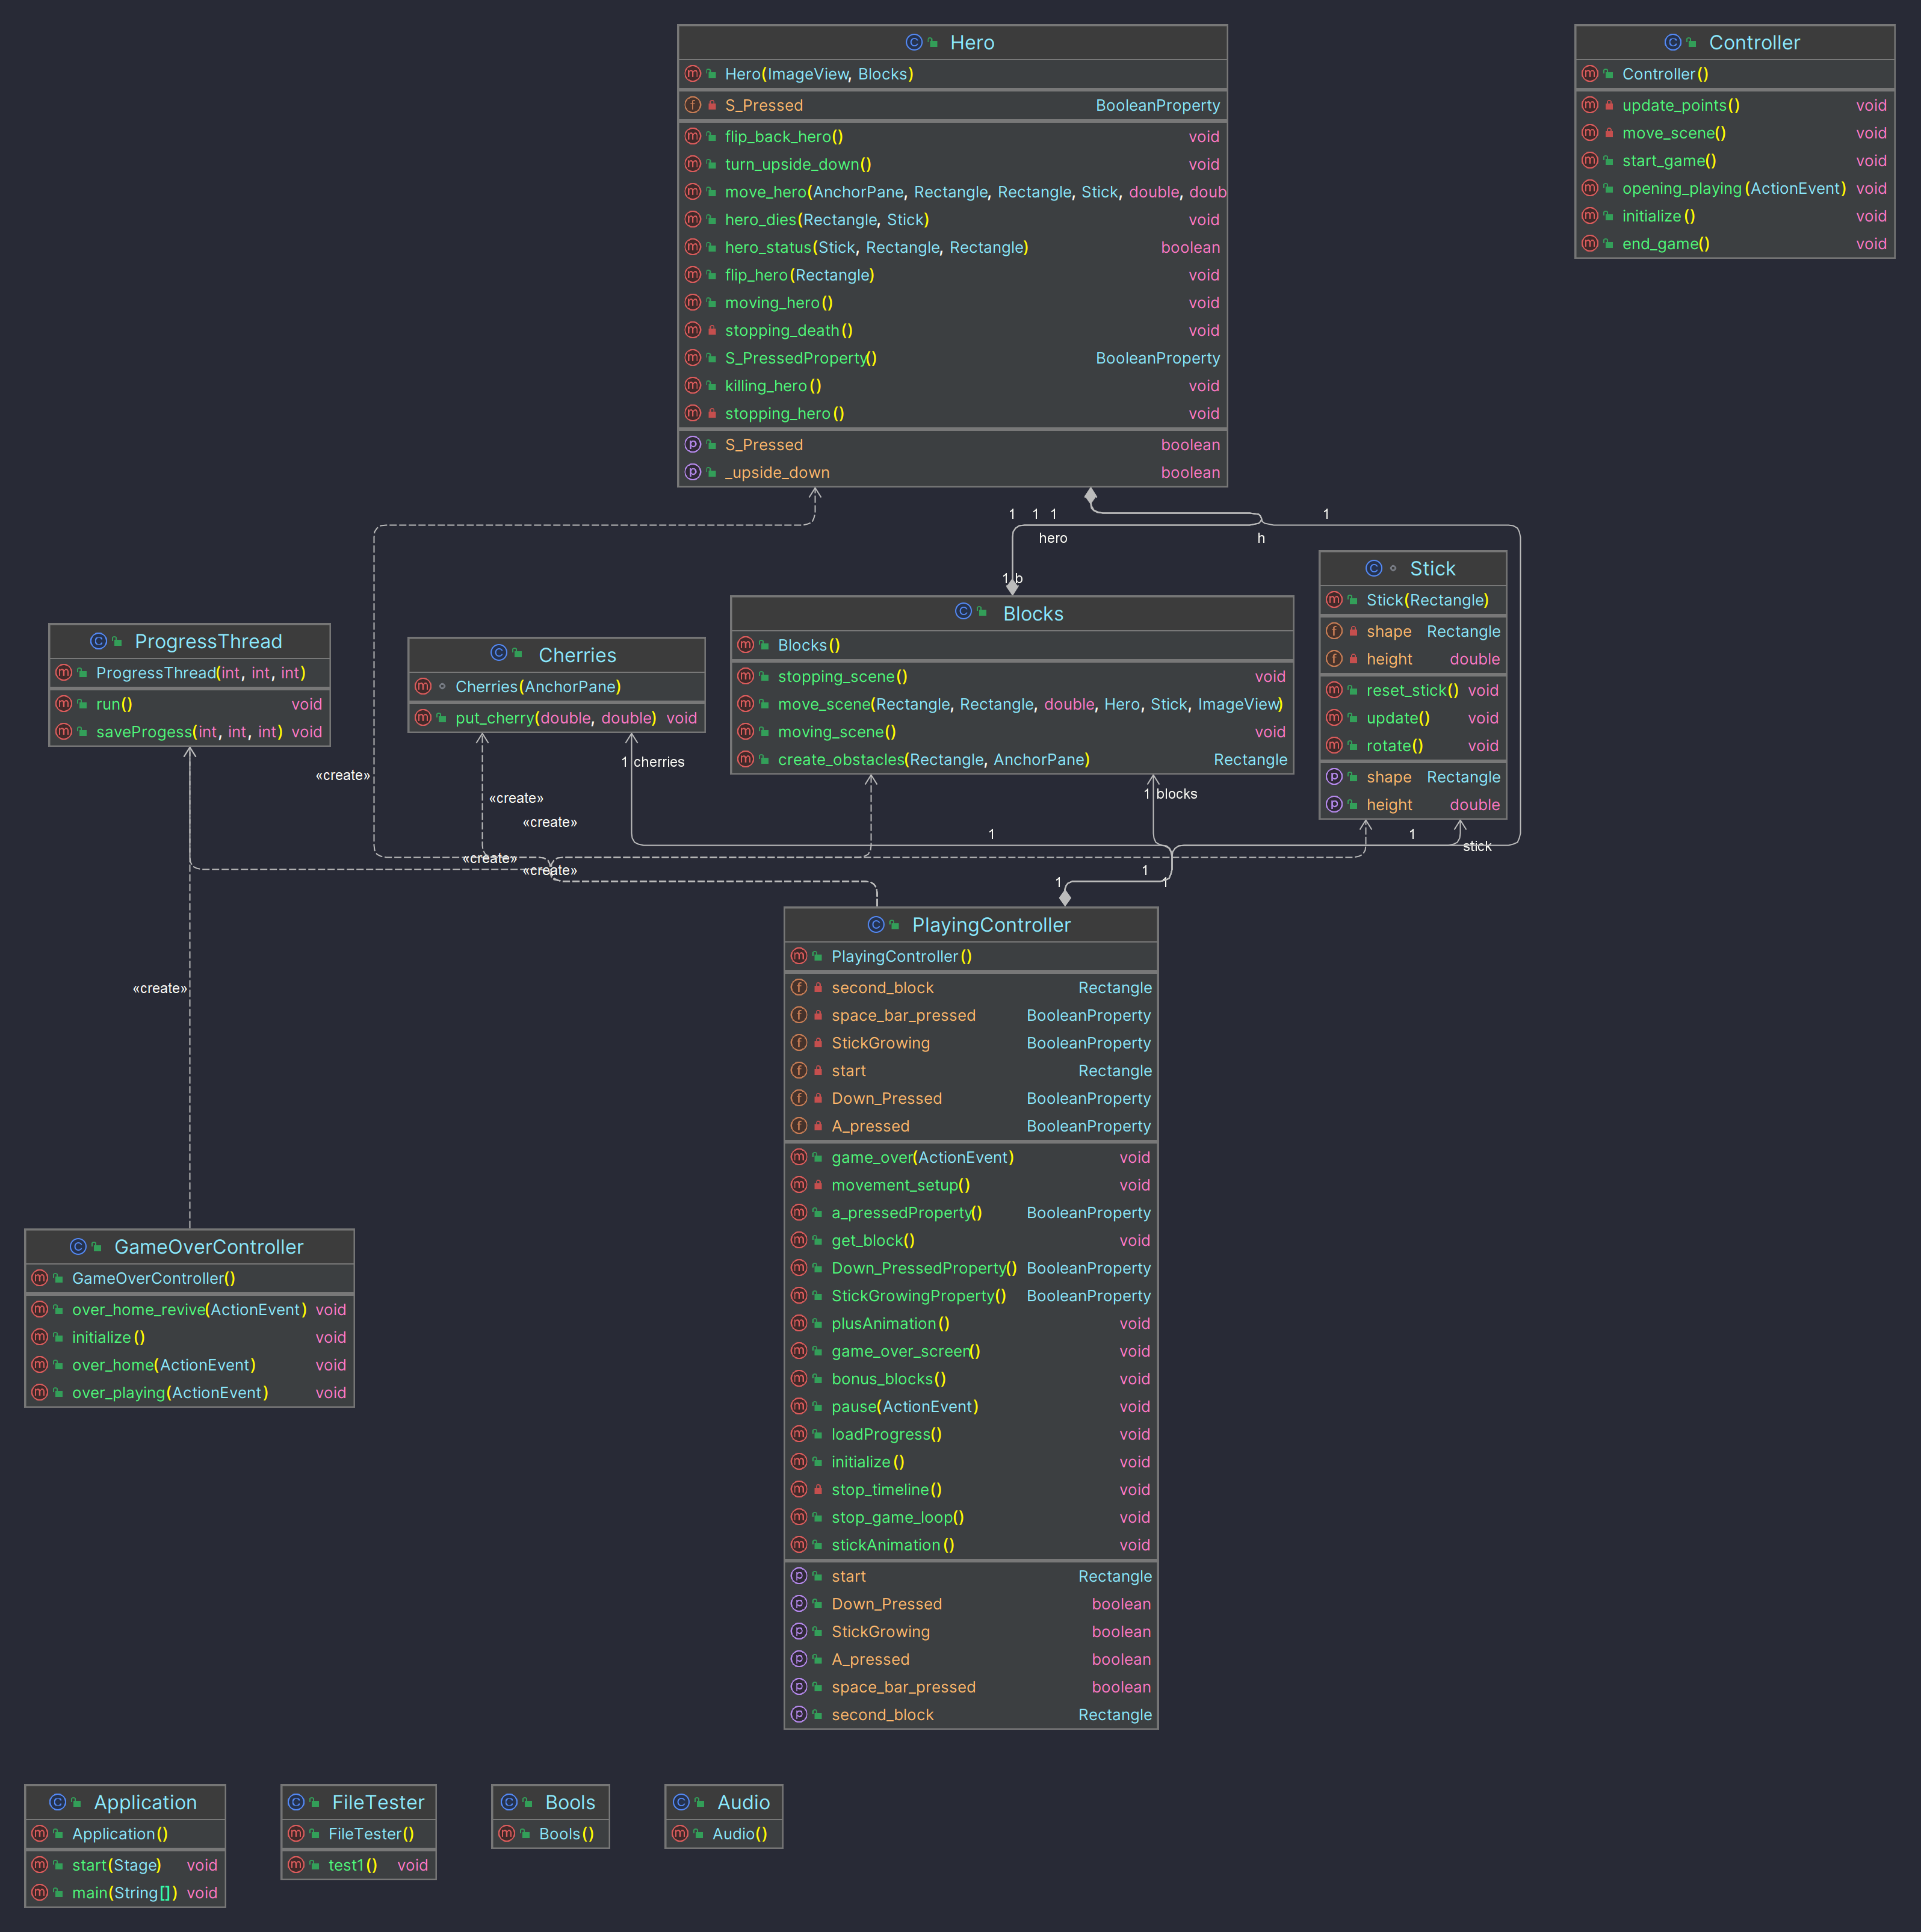 Hero
Hero(ImageView, Blocks)
S_Pressed BooleanProperty
flip_back_hero() void
turn_upside_down() void
move_hero(AnchorPane, Rectangle, Rectangle, Stick, double, doub
hero_dies(Rectangle, Stick) void
hero_status(Stick, Rectangle, Rectangle) boolean
flip_hero(Rectangle) void
moving_hero() void
stopping_death() void
S_PressedProperty() BooleanProperty
killing_hero() void
stopping_hero() void
S_Pressed boolean
_upside_down boolean
Controller
Controller()
update_points() void
move_scene() void
start_game() void
opening_playing(ActionEvent) void
initialize() void
end_game() void
1 1 1 1
hero h
1 b
ProgressThread
ProgressThread(int, int, int)
run() void
saveProgess(int, int, int) void
Cherries
Cherries(AnchorPane)
put_cherry(double, double) void
Blocks
Blocks()
stopping_scene() void
move_scene(Rectangle, Rectangle, double, Hero, Stick, ImageView)
moving_scene() void
create_obstacles(Rectangle, AnchorPane) Rectangle
Stick
Stick(Rectangle)
shape Rectangle
height double
reset_stick() void
update() void
rotate() void
shape Rectangle
height double
1 cherries
«create»
«create»
1 blocks
«create»
1 1
stick
«create»
«create»
1 1 1
«create»
PlayingController
PlayingController()
second_block Rectangle
space_bar_pressed BooleanProperty
StickGrowing BooleanProperty
start Rectangle
Down_Pressed BooleanProperty
A_pressed BooleanProperty
game_over(ActionEvent) void
movement_setup() void
a_pressedProperty() BooleanProperty
get_block() void
Down_PressedProperty() BooleanProperty
StickGrowingProperty() BooleanProperty
plusAnimation() void
game_over_screen() void
bonus_blocks() void
pause(ActionEvent) void
loadProgress() void
initialize() void
stop_timeline() void
stop_game_loop() void
stickAnimation() void
start Rectangle
Down_Pressed boolean
StickGrowing boolean
A_pressed boolean
space_bar_pressed boolean
second_block Rectangle
GameOverController
GameOverController()
over_home_revive(ActionEvent) void
initialize() void
over_home(ActionEvent) void
over_playing(ActionEvent) void
Application
Application()
start(Stage) void
main(String[]) void
FileTester
FileTester()
test1() void
Bools
Bools()
Audio
Audio()